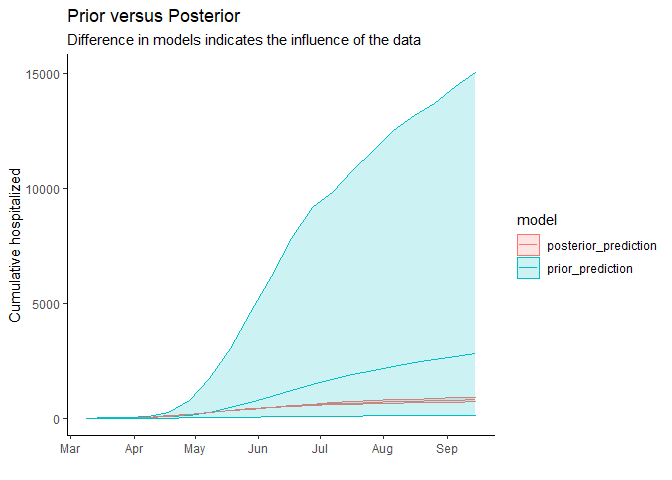 Prior versus Posterior
Difference in models indicates the influence of the data
15000
10000
5000
0
Cumulative hospitalized
Mar Apr May Jun Jul Aug Sep
model
posterior_prediction
prior_prediction